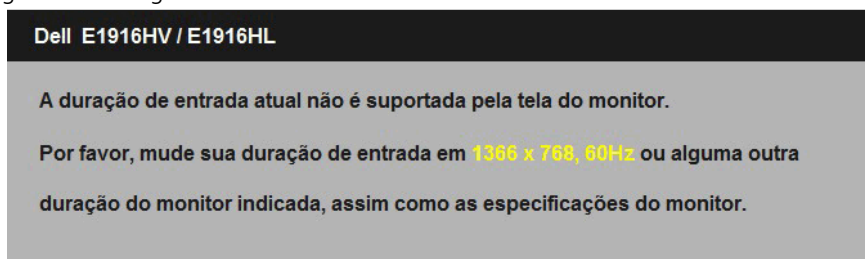 Dell E1916HV / E1916HL
A duração de entrada atual não é suportada pela tela do monitor.
Por favor, mude sua duração de entrada em 1366 x 768, 60Hz ou alguma outra
duração do monitor indicada, assim como as especificações do monitor.